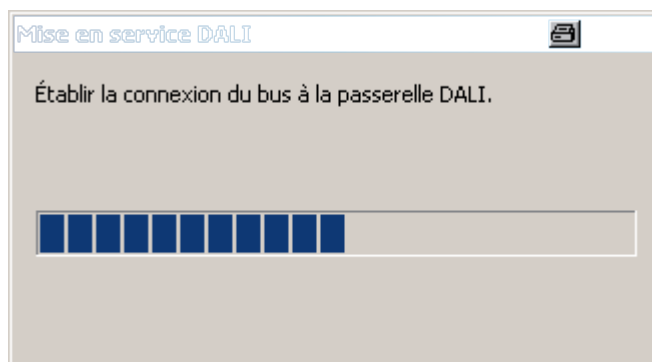 Mise en service DALI
Établir la connexion du bus à la passerelle DALI.